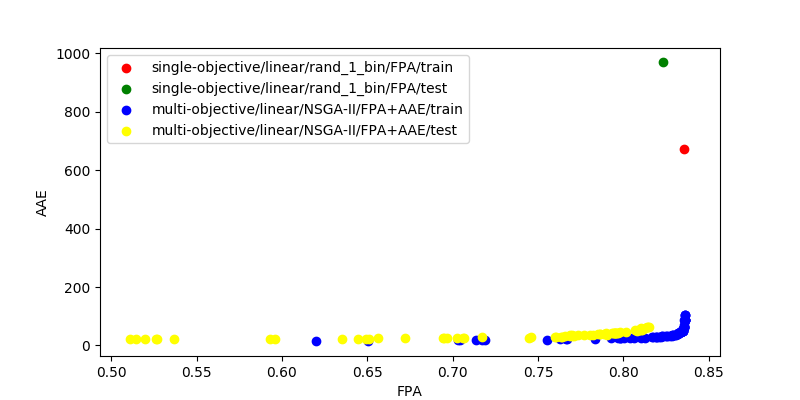 single-objective/linear/rand_1_bin/FPA/train
single-objective/linear/rand_1_bin/FPA/test
multi-objective/linear/NSGA-II/FPA+AAE/train
multi-objective/linear/NSGA-II/FPA+AAE/test
1000
800
600
400
200
0
AAE
0.50 0.55 0.60 0.65 0.70 0.75 0.80 0.85
FPA